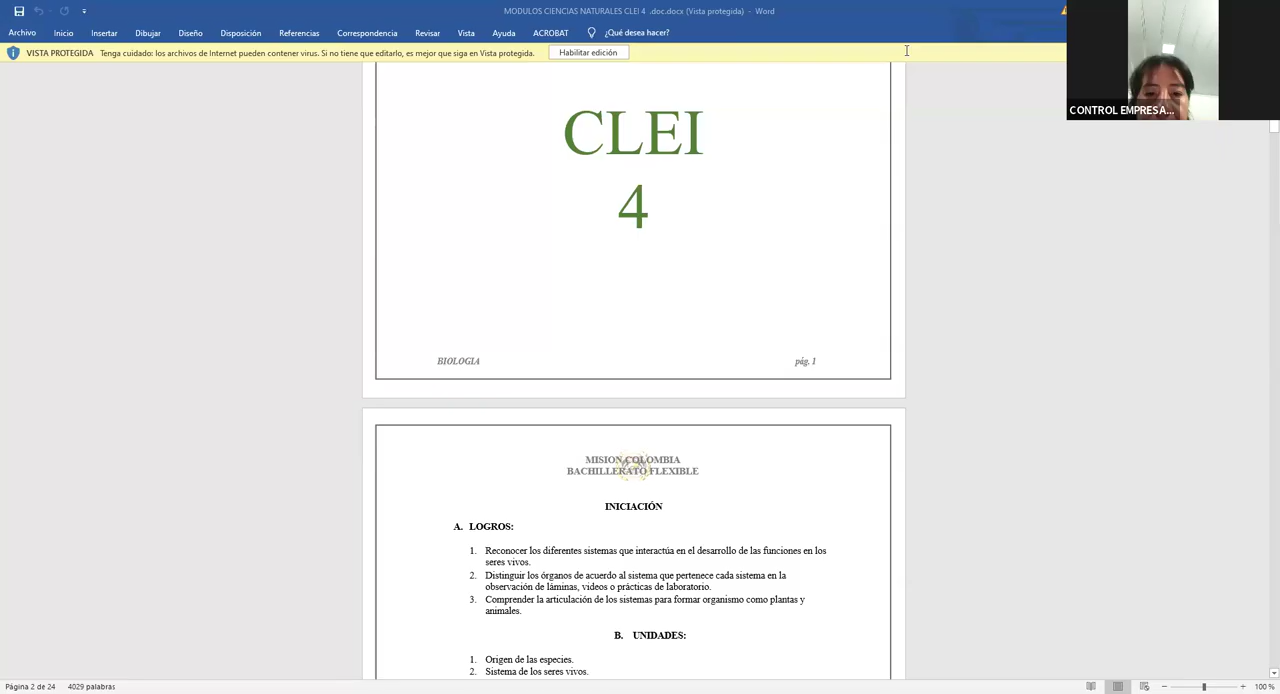 MODULOS CIENCIAS NATURALES CLEI 4 .doc.docx (Vista protegida) - Word
Archivo Inicio Insertar Dibujar Diseño Disposición Referencias Correspondencia Revisar Vista Ayuda ACROBAT ¿Qué desea hacer?
VISTA PROTEGIDA Tenga cuidado: los archivos de Internet pueden contener virus. Si no tiene que editarlo, es mejor que siga en Vista protegida. Habilitar edición
CONTROL EMPRESA...
CLEI
4
BIOLOGIA pág. 1
MISION COLOMBIA
BACHILLERATO FLEXIBLE
INICIACIÓN
A. LOGROS:
1. Reconocer los diferentes sistemas que interactúa en el desarrollo de las funciones en los
seres vivos.
2. Distinguir los órganos de acuerdo al sistema que pertenece cada sistema en la
observación de láminas, videos o prácticas de laboratorio.
3. Comprender la articulación de los sistemas para formar organismo como plantas y
animales.
B. UNIDADES:
1. Origen de las especies.
2. Sistema de los seres vivos.
Página 2 de 24 4029 palabras 100 %